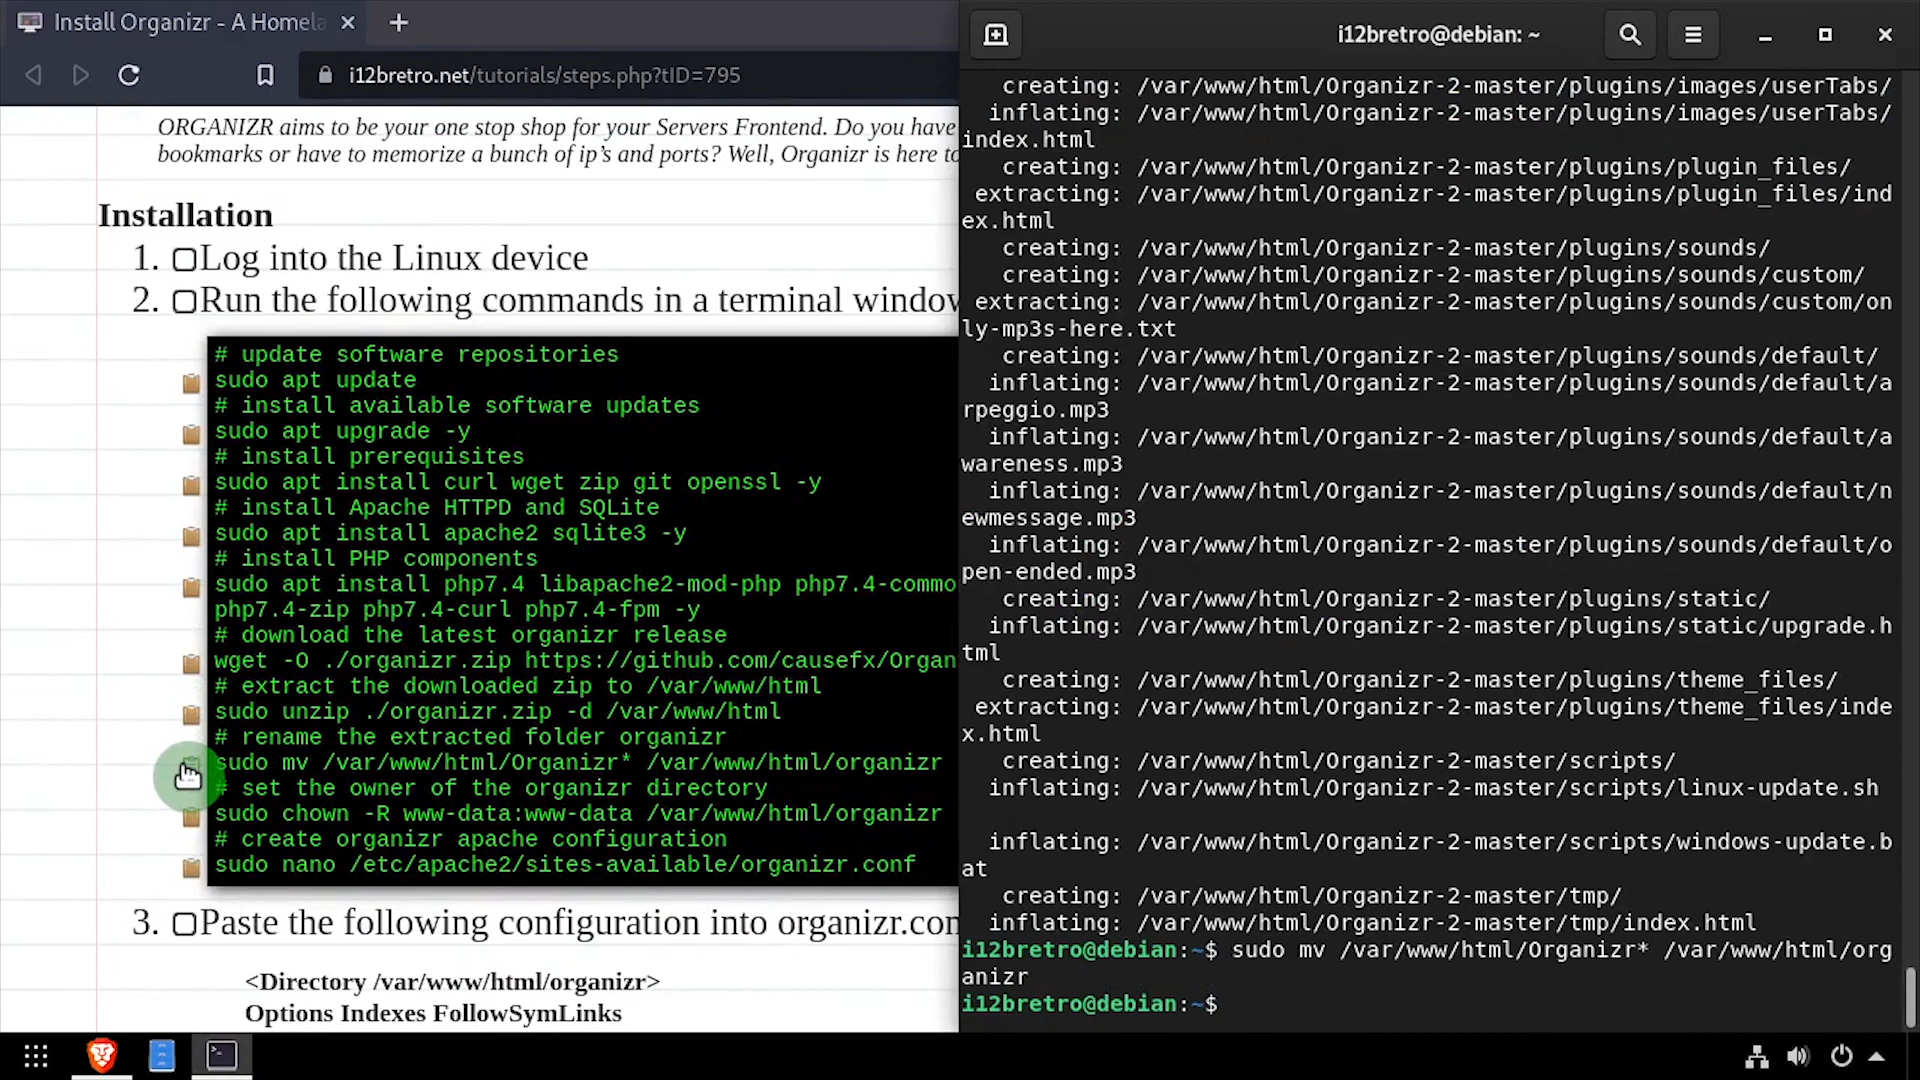 Install Organizr - A Homela
i12bretro.net/tutorials/steps.php?tID=795
ORGANIZR aims to be your one stop shop for your Servers Frontend. Do you have
bookmarks or have to memorize a bunch of ip's and ports? Well, Organizr is here to
Installation
1. Log into the Linux device
2. Run the following commands in a terminal window
# update software repositories
sudo apt update
# install available software updates
sudo apt upgrade -y
# install prerequisites
sudo apt install curl wget zip git openssl -y
# install Apache HTTPD and SQLite
sudo apt install apache2 sqlite3 -y
# install PHP components
sudo apt install php7.4 libapache2-mod-php php7.4-commo
php7.4-zip php7.4-curl php7.4-fpm -y
# download the latest organizr release
wget -O ./organizr.zip https://github.com/causefx/Organ
# extract the downloaded zip to /var/www/html
sudo unzip ./organizr.zip -d /var/www/html
# rename the extracted folder organizr
sudo mv /var/www/html/Organizr* /var/www/html/organizr
# set the owner of the organizr directory
sudo chown -R www-data:www-data /var/www/html/organizr
# create organizr apache configuration
sudo nano /etc/apache2/sites-available/organizr.conf
3. Paste the following configuration into organizr.con
<Directory /var/www/html/organizr>
Options Indexes FollowSymLinks
i12bretro@debian: ~
creating: /var/www/html/Organizr-2-master/plugins/images/userTabs/
inflating: /var/www/html/Organizr-2-master/plugins/images/userTabs/
index.html
creating: /var/www/html/Organizr-2-master/plugins/plugin_files/
extracting: /var/www/html/Organizr-2-master/plugins/plugin_files/ind
ex.html
creating: /var/www/html/Organizr-2-master/plugins/sounds/
creating: /var/www/html/Organizr-2-master/plugins/sounds/custom/
extracting: /var/www/html/Organizr-2-master/plugins/sounds/custom/on
ly-mp3s-here.txt
creating: /var/www/html/Organizr-2-master/plugins/sounds/default/
inflating: /var/www/html/Organizr-2-master/plugins/sounds/default/a
rpeggio.mp3
inflating: /var/www/html/Organizr-2-master/plugins/sounds/default/a
wareness.mp3
inflating: /var/www/html/Organizr-2-master/plugins/sounds/default/n
ewmessage.mp3
inflating: /var/www/html/Organizr-2-master/plugins/sounds/default/o
pen-ended.mp3
creating: /var/www/html/Organizr-2-master/plugins/static/
inflating: /var/www/html/Organizr-2-master/plugins/static/upgrade.h
tml
creating: /var/www/html/Organizr-2-master/plugins/theme_files/
extracting: /var/www/html/Organizr-2-master/plugins/theme_files/inde
x.html
creating: /var/www/html/Organizr-2-master/scripts/
inflating: /var/www/html/Organizr-2-master/scripts/linux-update.sh
inflating: /var/www/html/Organizr-2-master/scripts/windows-update.b
at
creating: /var/www/html/Organizr-2-master/tmp/
inflating: /var/www/html/Organizr-2-master/tmp/index.html
i12bretro@debian:~$ sudo mv /var/www/html/Organizr* /var/www/html/org
anizr
i12bretro@debian:~$